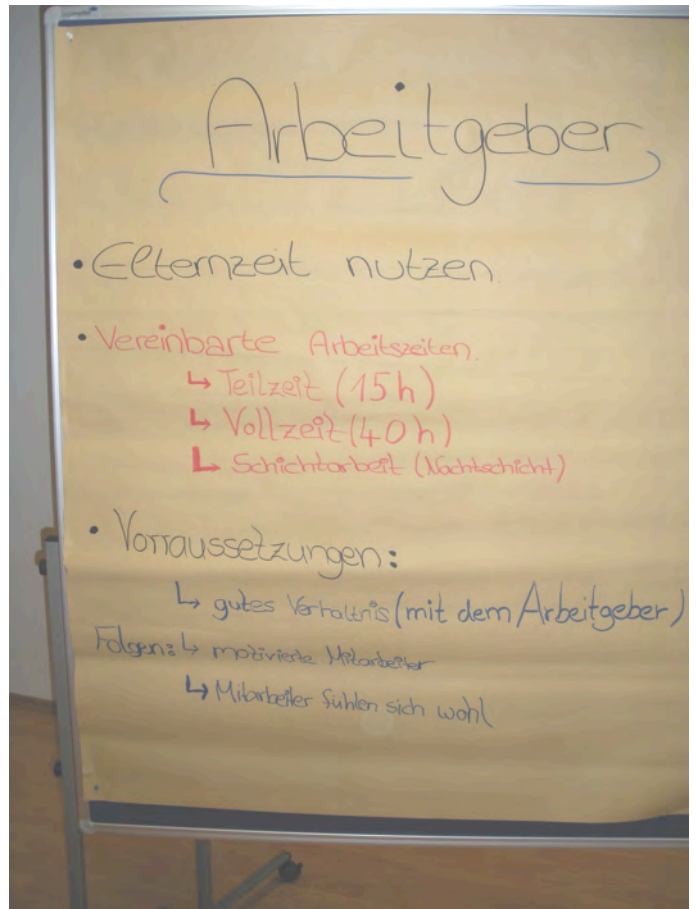 Arbeitgeber
• Elternzeit nutzen.
• Vereinbarte Arbeitszeiten.
↳ Teilzeit (15h)
↳ Vollzeit (40h)
↳ Schichtarbeit (Nachtschicht)
• Vorraussetzungen:
↳ gutes Verhältnis (mit dem Arbeitgeber)
Folgen: ↳ motivierte Mitarbeiter
↳ Mitarbeiter fühlen sich wohl